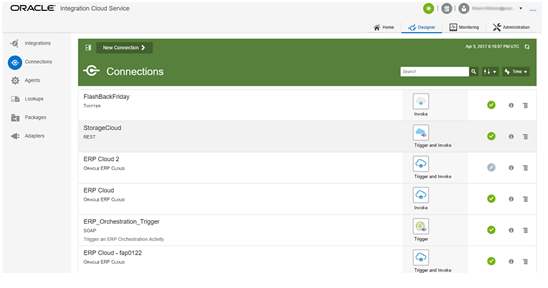 ORACLE® Integration Cloud Service
Home Designer Monitoring Administration
Integrations
Connections
Agents
Lookups
Packages
Adapters
New Connection
Apr 5, 2017 8:19:07 PM UTC
Connections
Search
Time
FlashBackFriday
TWITTER
Invoke
StorageCloud
REST
Trigger and Invoke
ERP Cloud 2
ORACLE ERP CLOUD
Trigger and Invoke
ERP Cloud
ORACLE ERP CLOUD
Invoke
ERP_Orchestration_Trigger
SOAP
Trigger an ERP Orchestration Activity
Trigger
ERP Cloud - fap0122
ORACLE ERP CLOUD
Trigger and Invoke